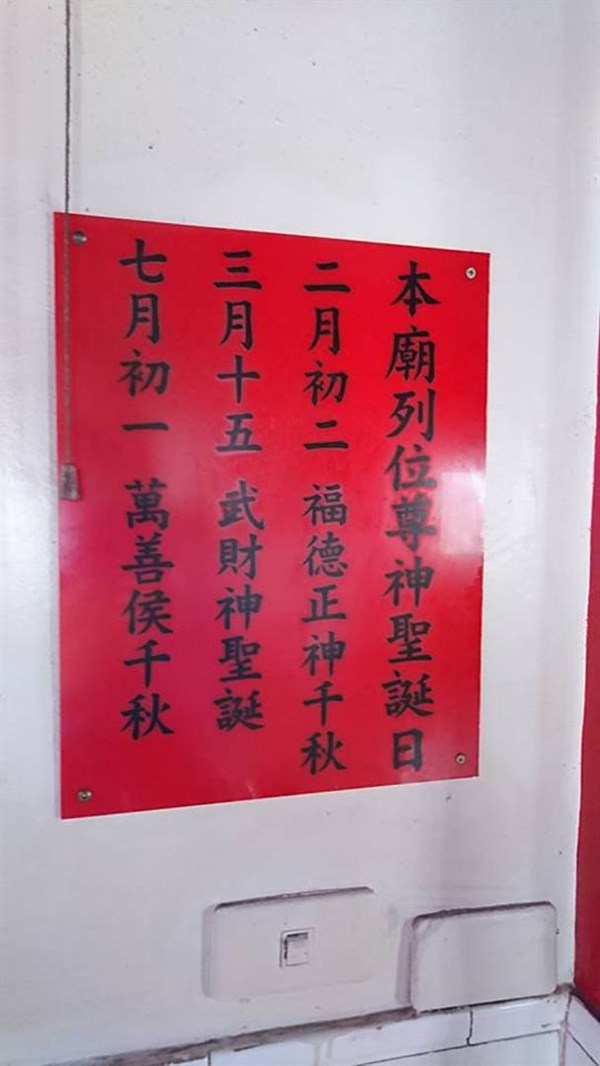 本廟列位尊神聖誕日
二月初二 福德正神千秋
三月十五 武財神聖誕
七月初一 萬善侯千秋